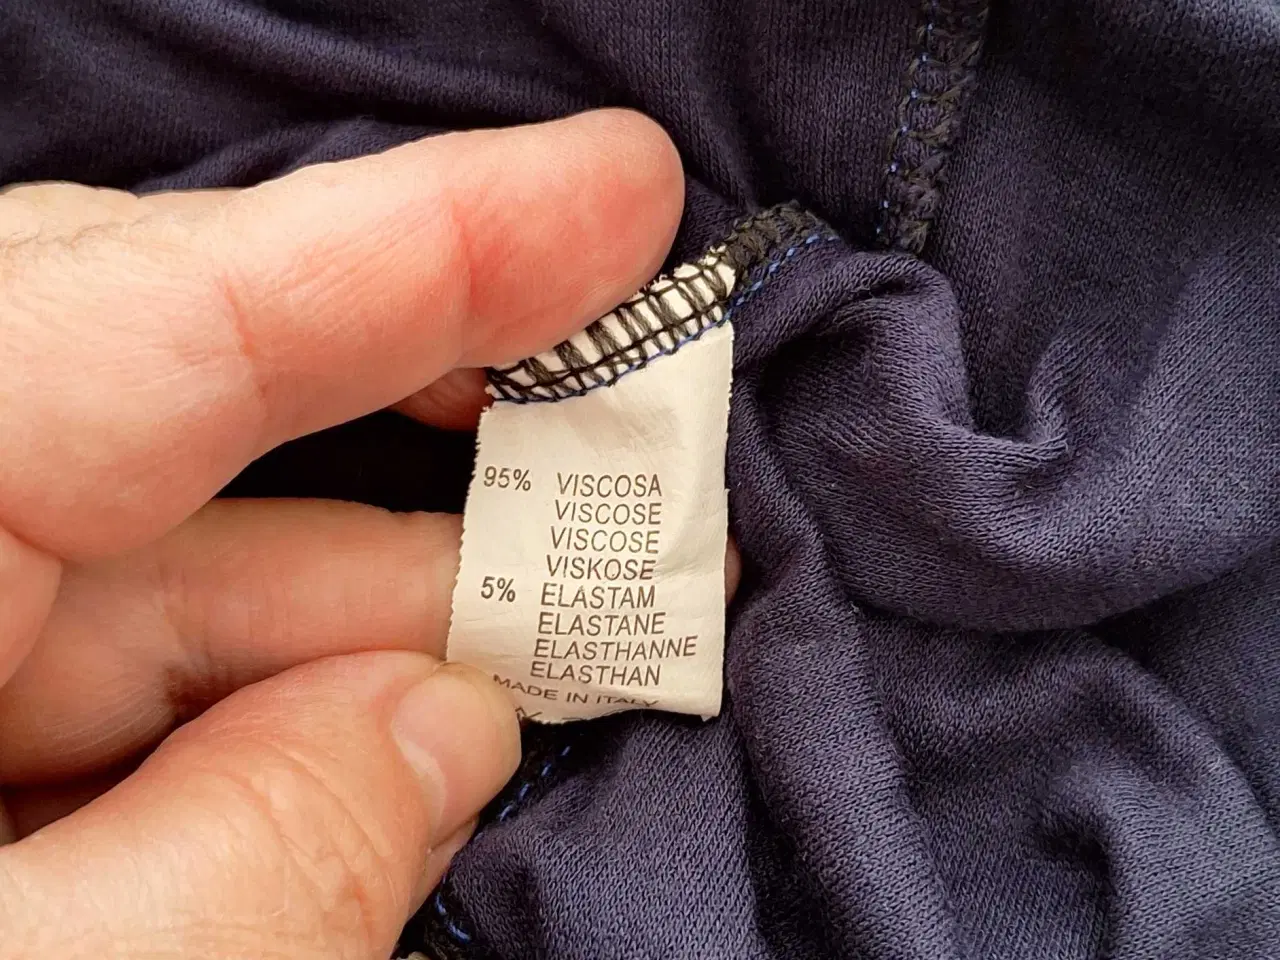 95% VISCOSA
VISCOSE
VISCOSE
VISKOSE
5% ELASTAM
ELASTANE
ELASTHANNE
ELASTHAN
MADE IN ITALY